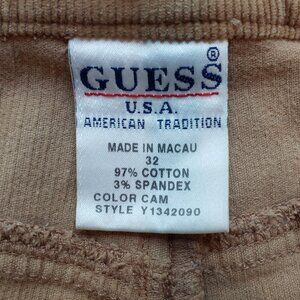 GUESS®
U.S.A.
AMERICAN TRADITION
MADE IN MACAU
32
97% COTTON
3% SPANDEX
COLOR CAM
STYLE Y1342090